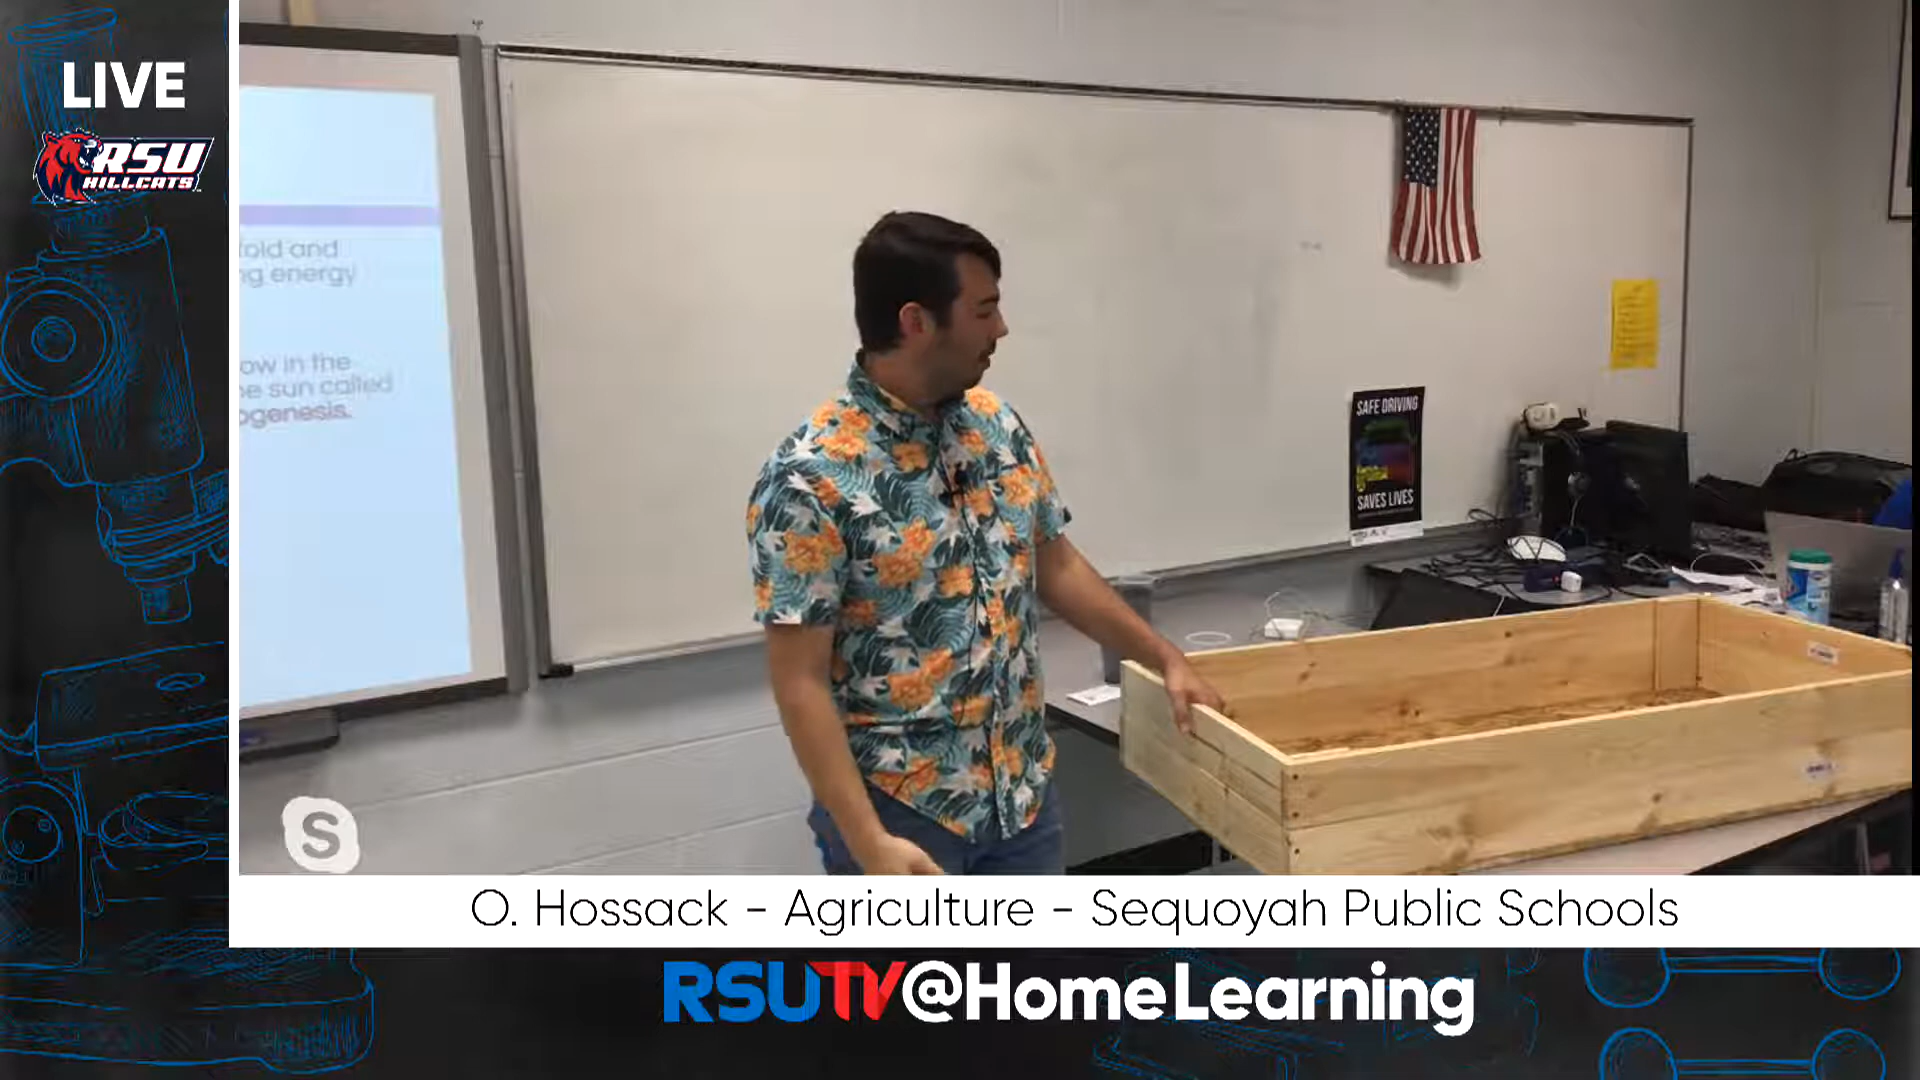 LIVE
RSU
HILLCATS
fold and
ng energy
ow in the
e sun called
ogenesis.
SAFE DRIVING
SAVES LIVES
S
O. Hossack - Agriculture - Sequoyah Public Schools
RSUTV@HomeLearning